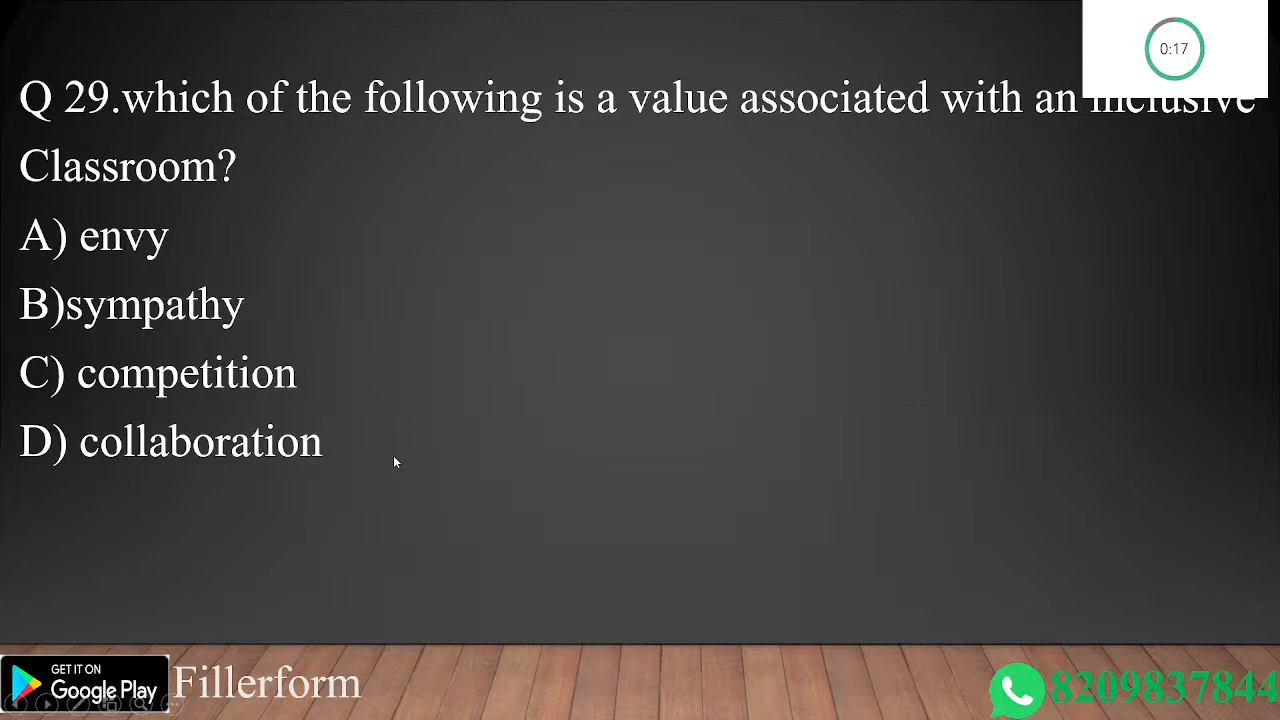 0:17
Q 29.which of the following is a value associated with an inclusive
Classroom?
A) envy
B)sympathy
C) competition
D) collaboration
GET IT ON
Google Play
Fillerform
8209837844